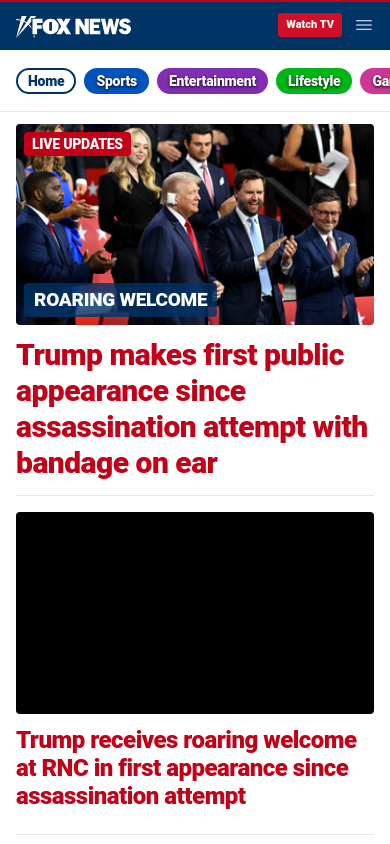 FOX NEWS
Watch TV
Home
Sports
Entertainment
Lifestyle
LIVE UPDATES
ROARING WELCOME
Trump makes first public
appearance since
assassination attempt with
bandage on ear
Trump receives roaring welcome
at RNC in first appearance since
assassination attempt